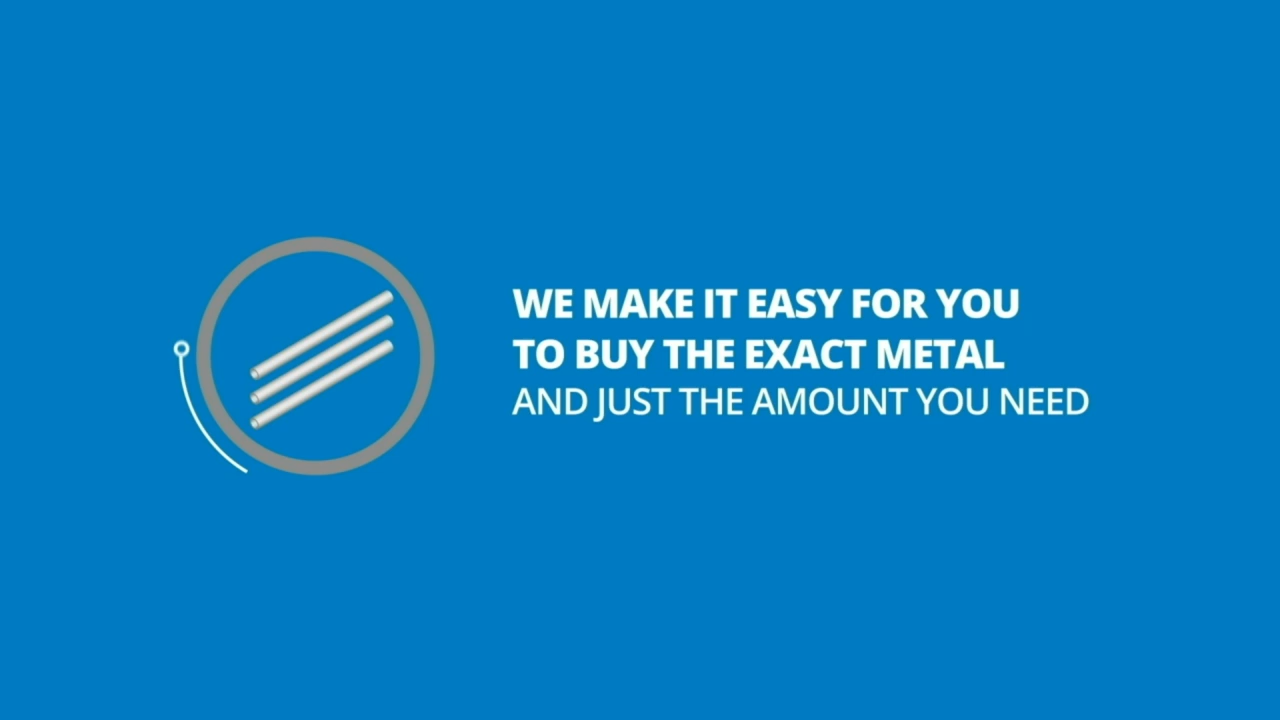 WE MAKE IT EASY FOR YOU
TO BUY THE EXACT METAL
AND JUST THE AMOUNT YOU NEED